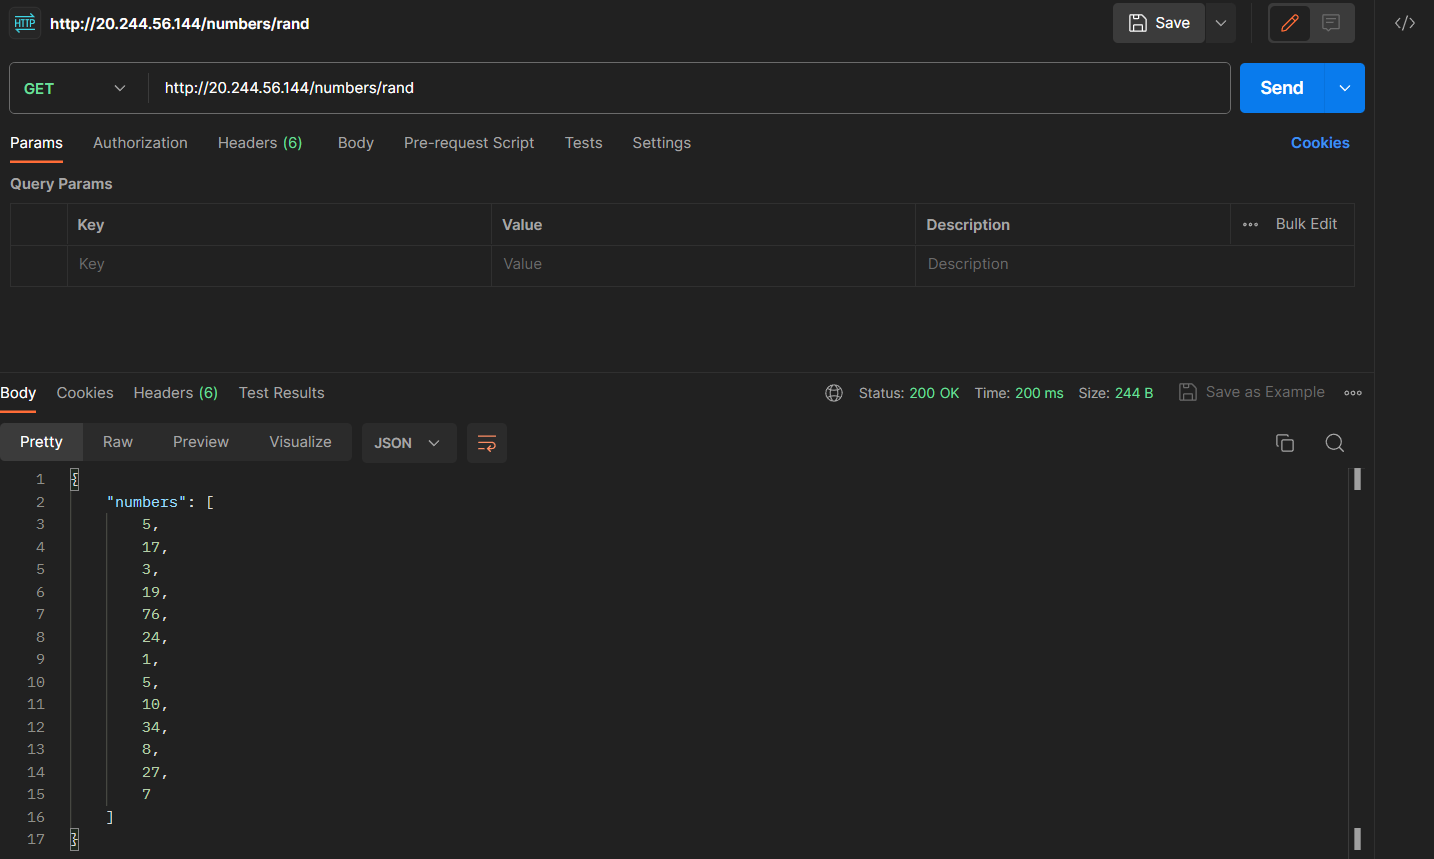 HTTP http://20.244.56.144/numbers/rand Save </>
GET http://20.244.56.144/numbers/rand Send
Params Authorization Headers (6) Body Pre-request Script Tests Settings Cookies
Query Params
Key Value Description ••• Bulk Edit
Key Value Description
Body Cookies Headers (6) Test Results Status: 200 OK Time: 200 ms Size: 244 B Save as Example •••
Pretty Raw Preview Visualize JSON
1 {
2 "numbers": [
3 5,
4 17,
5 3,
6 19,
7 76,
8 24,
9 1,
10 5,
11 10,
12 34,
13 8,
14 27,
15 7
16 ]
17 }